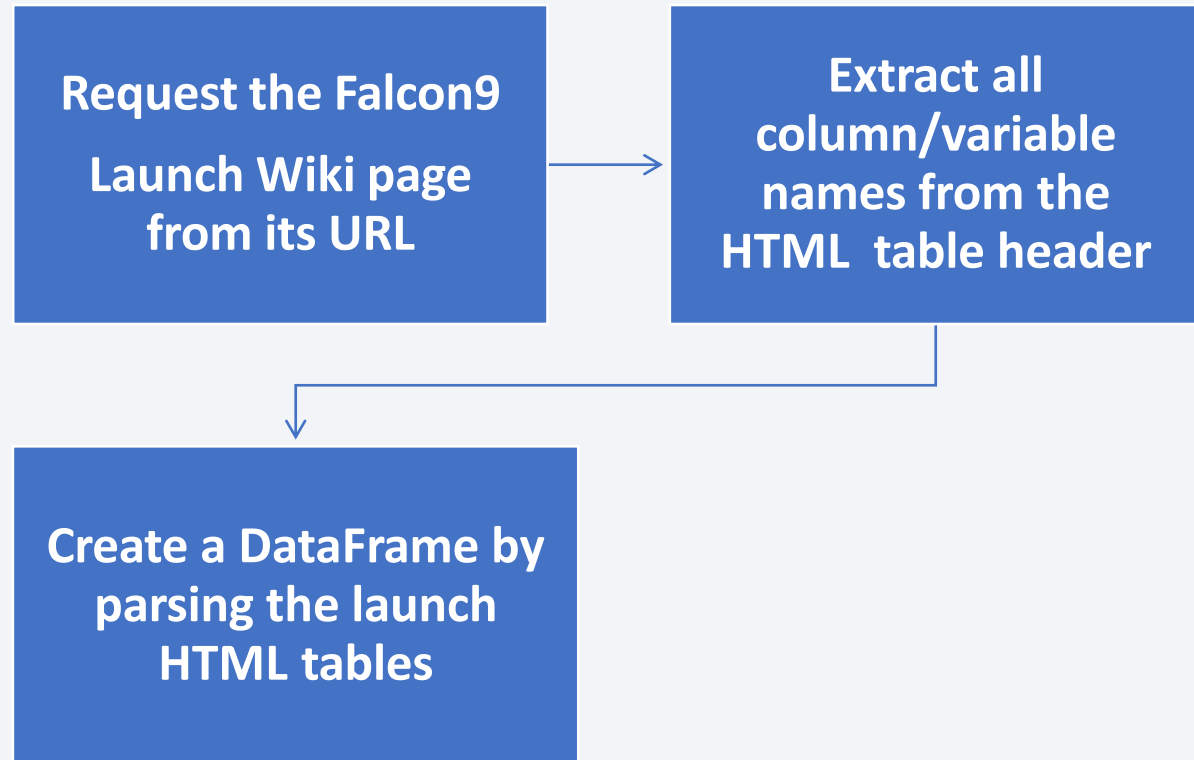 Request the Falcon9
Launch Wiki page
from its URL
Extract all
column/variable
names from the
HTML  table header
Create a DataFrame by
parsing the launch
HTML tables